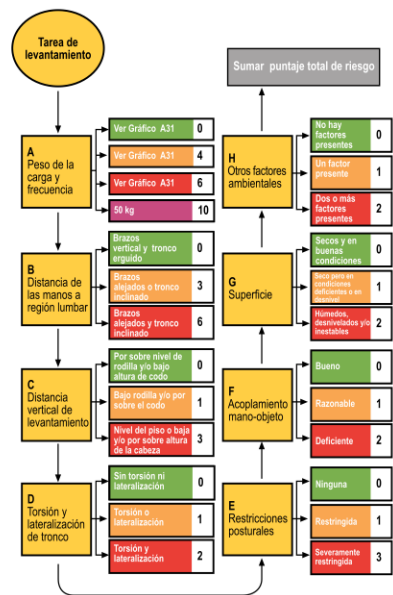 Tarea de
levantamiento
A
Peso de la
carga y
frecuencia
Ver Gráfico A31 0
Ver Gráfico A31 4
Ver Gráfico A31 6
50 kg 10
B
Distancia de
las manos a
región lumbar
Brazos
vertical y tronco
erguido
0
Brazos
alejados o tronco
inclinado
3
Brazos
alejados y tronco
inclinado
6
C
Distancia
vertical de
levantamiento
Por sobre nivel de
rodilla y/o bajo
altura de codo
0
Bajo rodilla y/o por
sobre el codo
1
Nivel del piso o baja
y/o por sobre altura
de la cabeza
3
D
Torsión y
lateralización
de tronco
Sin torsión ni
lateralización
0
Torsión o
lateralización
1
Torsión y
lateralización
2
E
Restricciones
posturales
Ninguna 0
Restringida 1
Severamente
restringida
3
F
Acoplamiento
mano-objeto
Bueno 0
Razonable 1
Deficiente 2
G
Superficie
Secos y en
buenas
condiciones
0
Seco pero en
condiciones
deficientes o en
desnivel
1
Húmedos,
desnivelados y/o
inestables
2
H
Otros factores
ambientales
No hay
factores
presentes
0
Un factor
presente
1
Dos o más
factores
presentes
2
Sumar puntaje total de riesgo